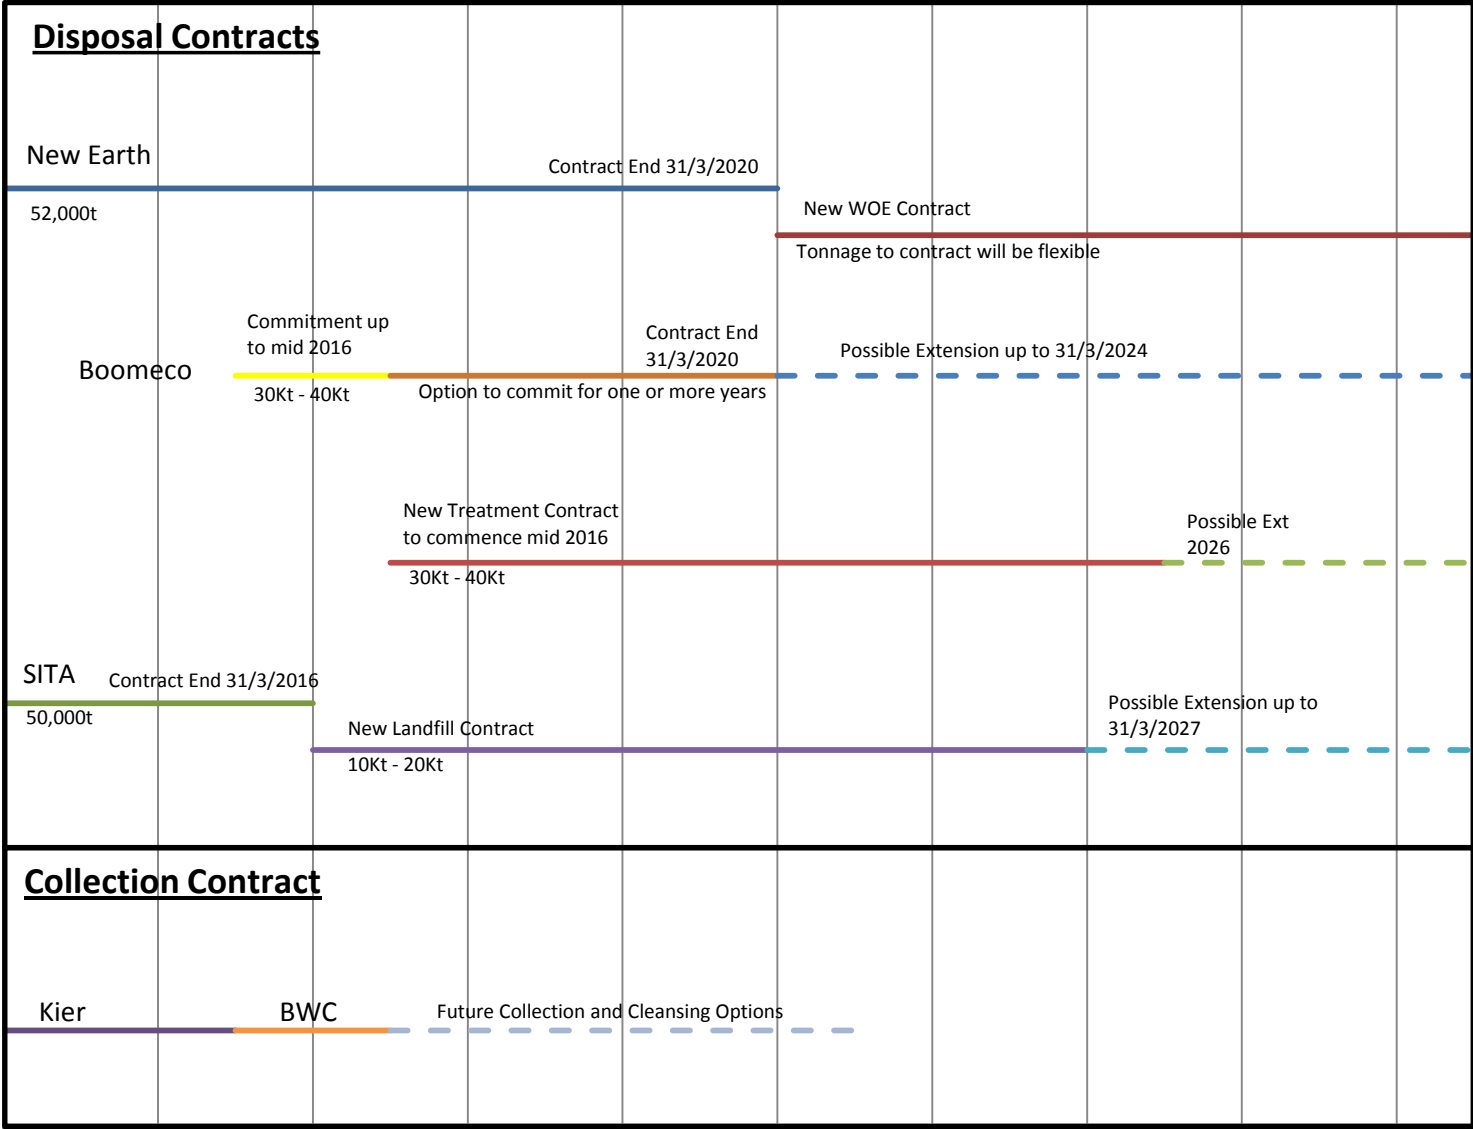 Disposal Contracts
New Earth
Contract End 31/3/2020
52,000t
New WOE Contract
Tonnage to contract will be flexible
Commitment up
to mid 2016
Contract End
31/3/2020
Possible Extension up to 31/3/2024
Boomeco
30Kt - 40Kt
Option to commit for one or more years
New Treatment Contract
to commence mid 2016
Possible Ext
2026
30Kt - 40Kt
SITA
Contract End 31/3/2016
50,000t
Possible Extension up to
31/3/2027
New Landfill Contract
10Kt - 20Kt
Collection Contract
Kier
BWC
Future Collection and Cleansing Options